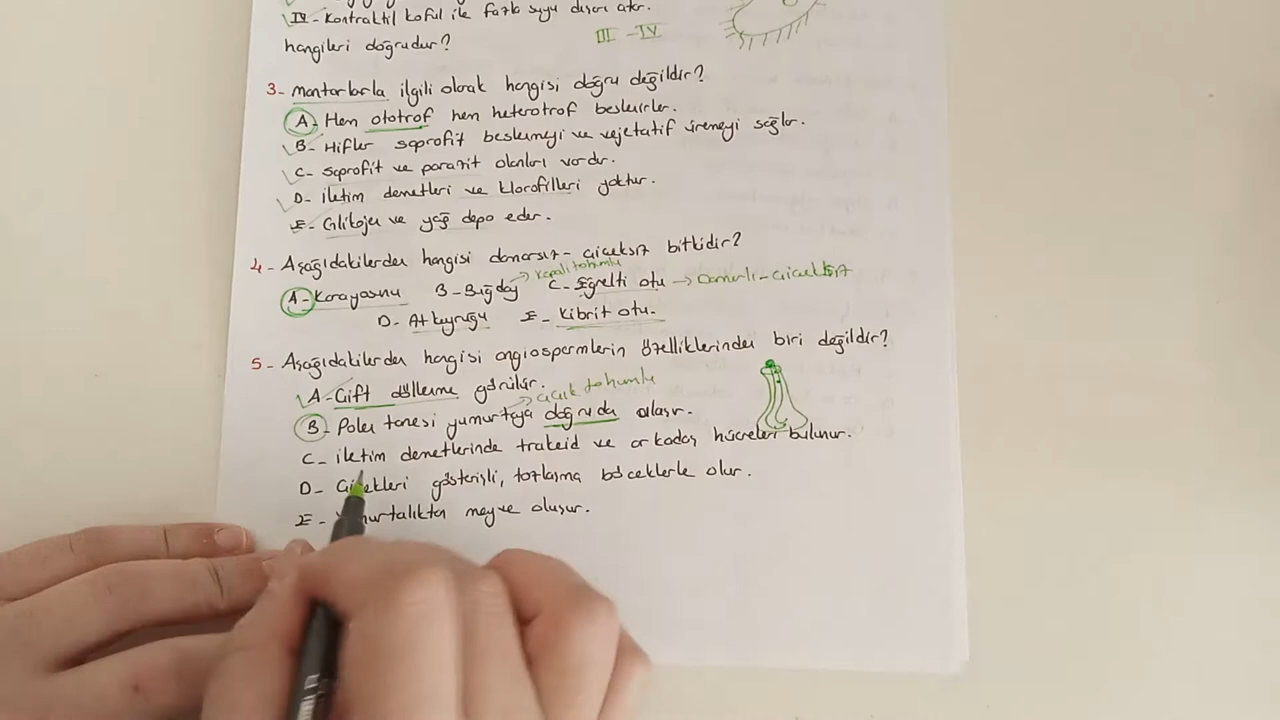 IV- Kontraktil koful ile fazla suyu dışarı atar.
hangileri doğrudur? III - IV
3- Mantarlarla ilgili olarak hangisi doğru değildir?
A- Hem ototrof hem heterotrof beslenirler.
B- Hifler saprofit beslenmeyi ve vejetatif üremeyi sağlar.
C- Saprofit ve parazit olanları vardır.
D- İletim demetleri ve klorofilleri yoktur.
E- Glikojen ve yağ depo eder.
4- Aşağıdakilerden hangisi damarsız- çiçeksiz bitkidir?
→ Kapalı tohumlu
A- Karayosunu B- Buğday C- Eğrelti otu → Damarlı-çiçeksiz
D- Atkuyruğu E- Kibrit otu.
5- Aşağıdakilerden hangisi angiospermlerin özelliklerinden biri değildir?
A- Çift dölleme görülür.
→ açık tohumlu
B- Polen tanesi yumurtaya doğrudan ulaşır.
C- İletim demetlerinde trakeid ve arkadaş hücreleri bulunur.
D- Çiçekleri gösterişli, tozlaşma böceklerle olur.
E- Yumurtalıktan meyve oluşur.